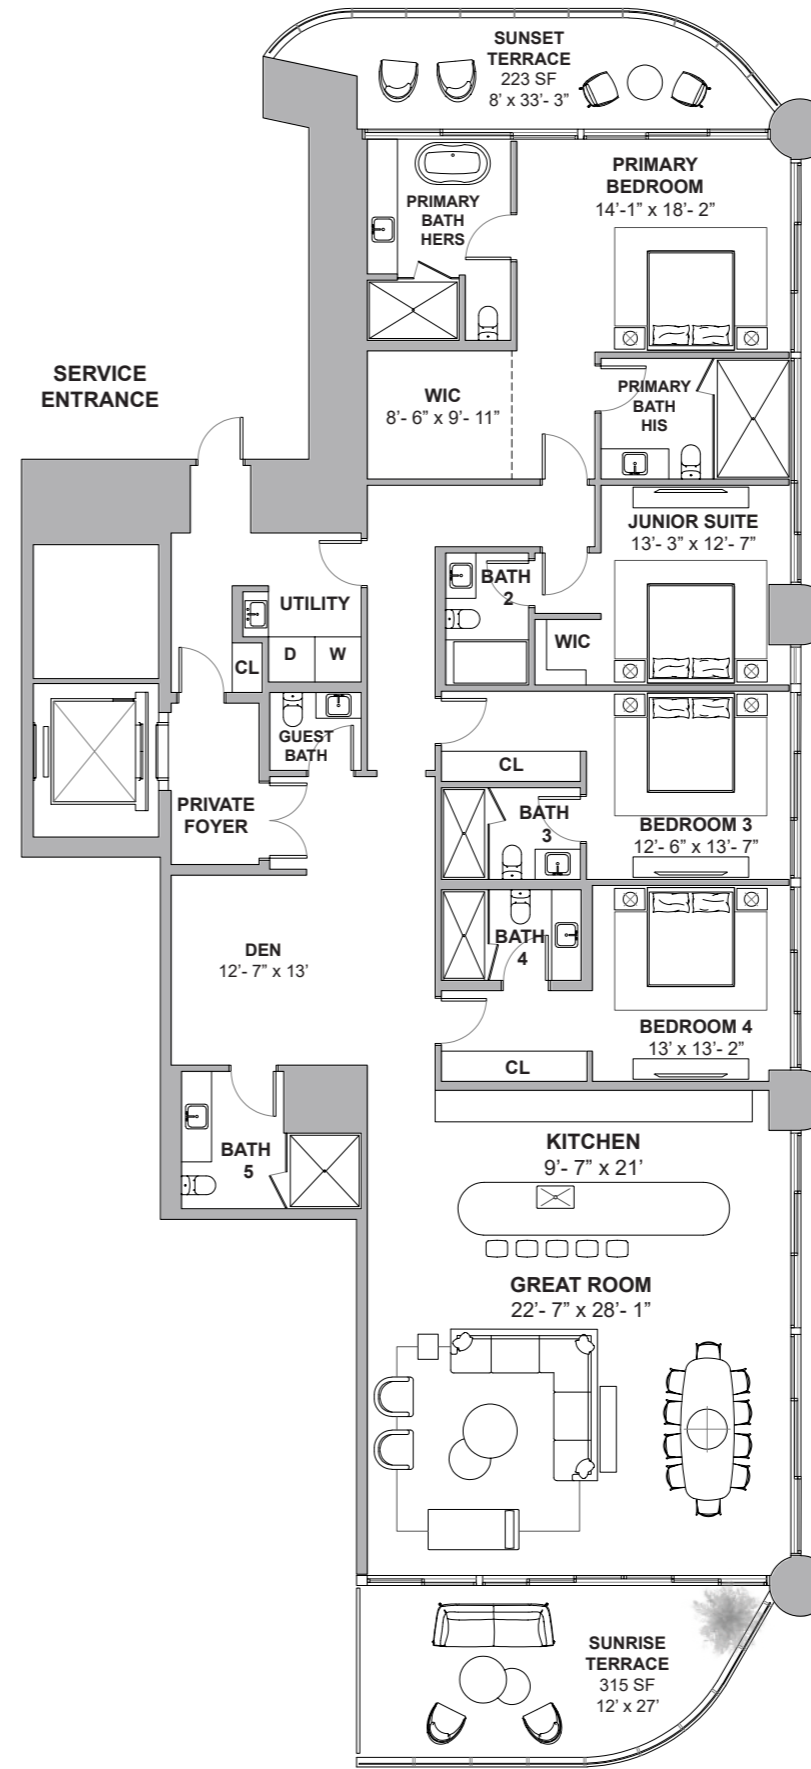 SUNSET
TERRACE
223 SF
8’ x 33’- 3”
PRIMARY
BEDROOM
14’-1” x 18’- 2”
PRIMARY
BATH
HERS
SERVICE
ENTRANCE
WIC
8’- 6” x 9’- 11”
PRIMARY
BATH
HIS
JUNIOR SUITE
13’- 3” x 12’- 7”
BATH
2
UTILITY
WIC
D
W
CL
GUEST
BATH
CL
PRIVATE
FOYER
BATH
3
BEDROOM 3
12’- 6” x 13’- 7”
DEN
12’- 7” x 13’
BATH
4
BEDROOM 4
13’ x 13’- 2”
CL
BATH
5
KITCHEN
9’- 7” x 21’
GREAT ROOM
22’- 7” x 28’- 1”
SUNRISE
TERRACE
315 SF
12’ x 27’